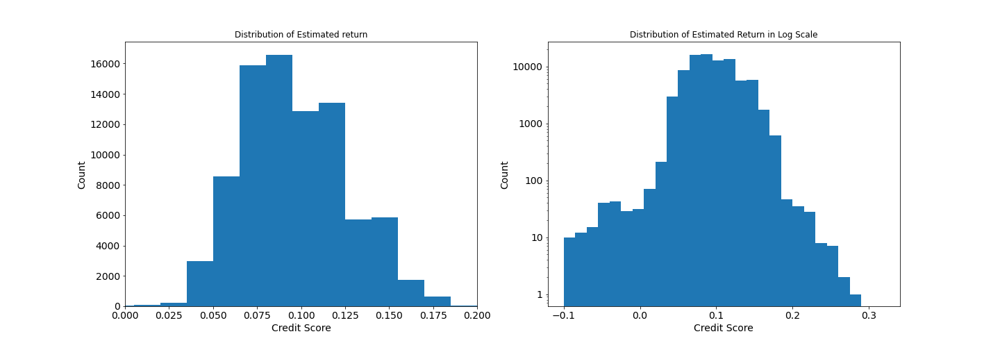 Distribution of Estimated return
16000
14000
12000
10000
8000
6000
4000
2000
0
Count
0.000 0.025 0.050 0.075 0.100 0.125 0.150 0.175 0.200
Credit Score
Distribution of Estimated Return in Log Scale
10000
1000
100
10
1
Count
−0.1 0.0 0.1 0.2 0.3
Credit Score